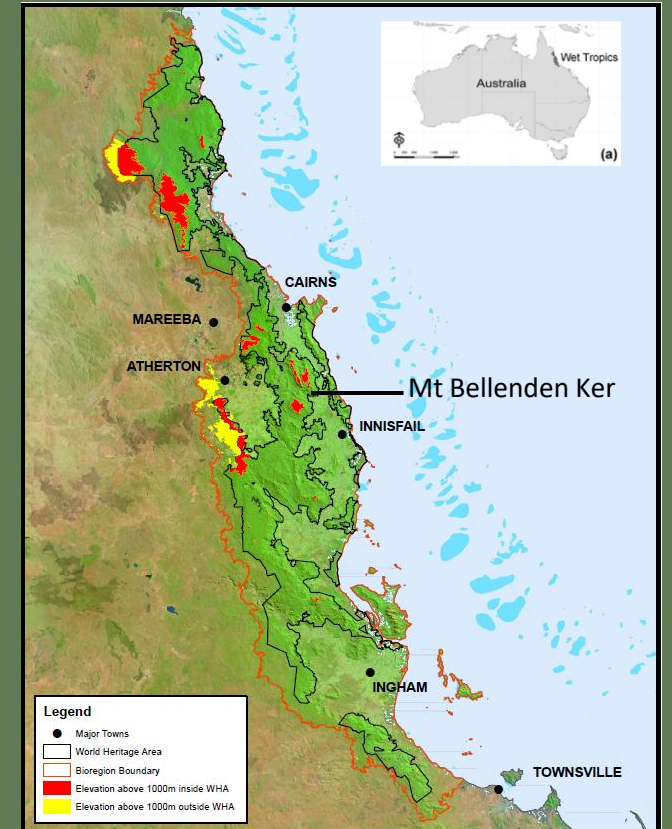 Wet Tropics
Australia
(a)
CAIRNS
MAREEBA
ATHERTON
Mt Bellenden Ker
INNISFAIL
INGHAM
TOWNSVILLE
Legend
Major Towns
World Heritage Area
Bioregion Boundary
Elevation above 1000m inside WHA
Elevation above 1000m outside WHA